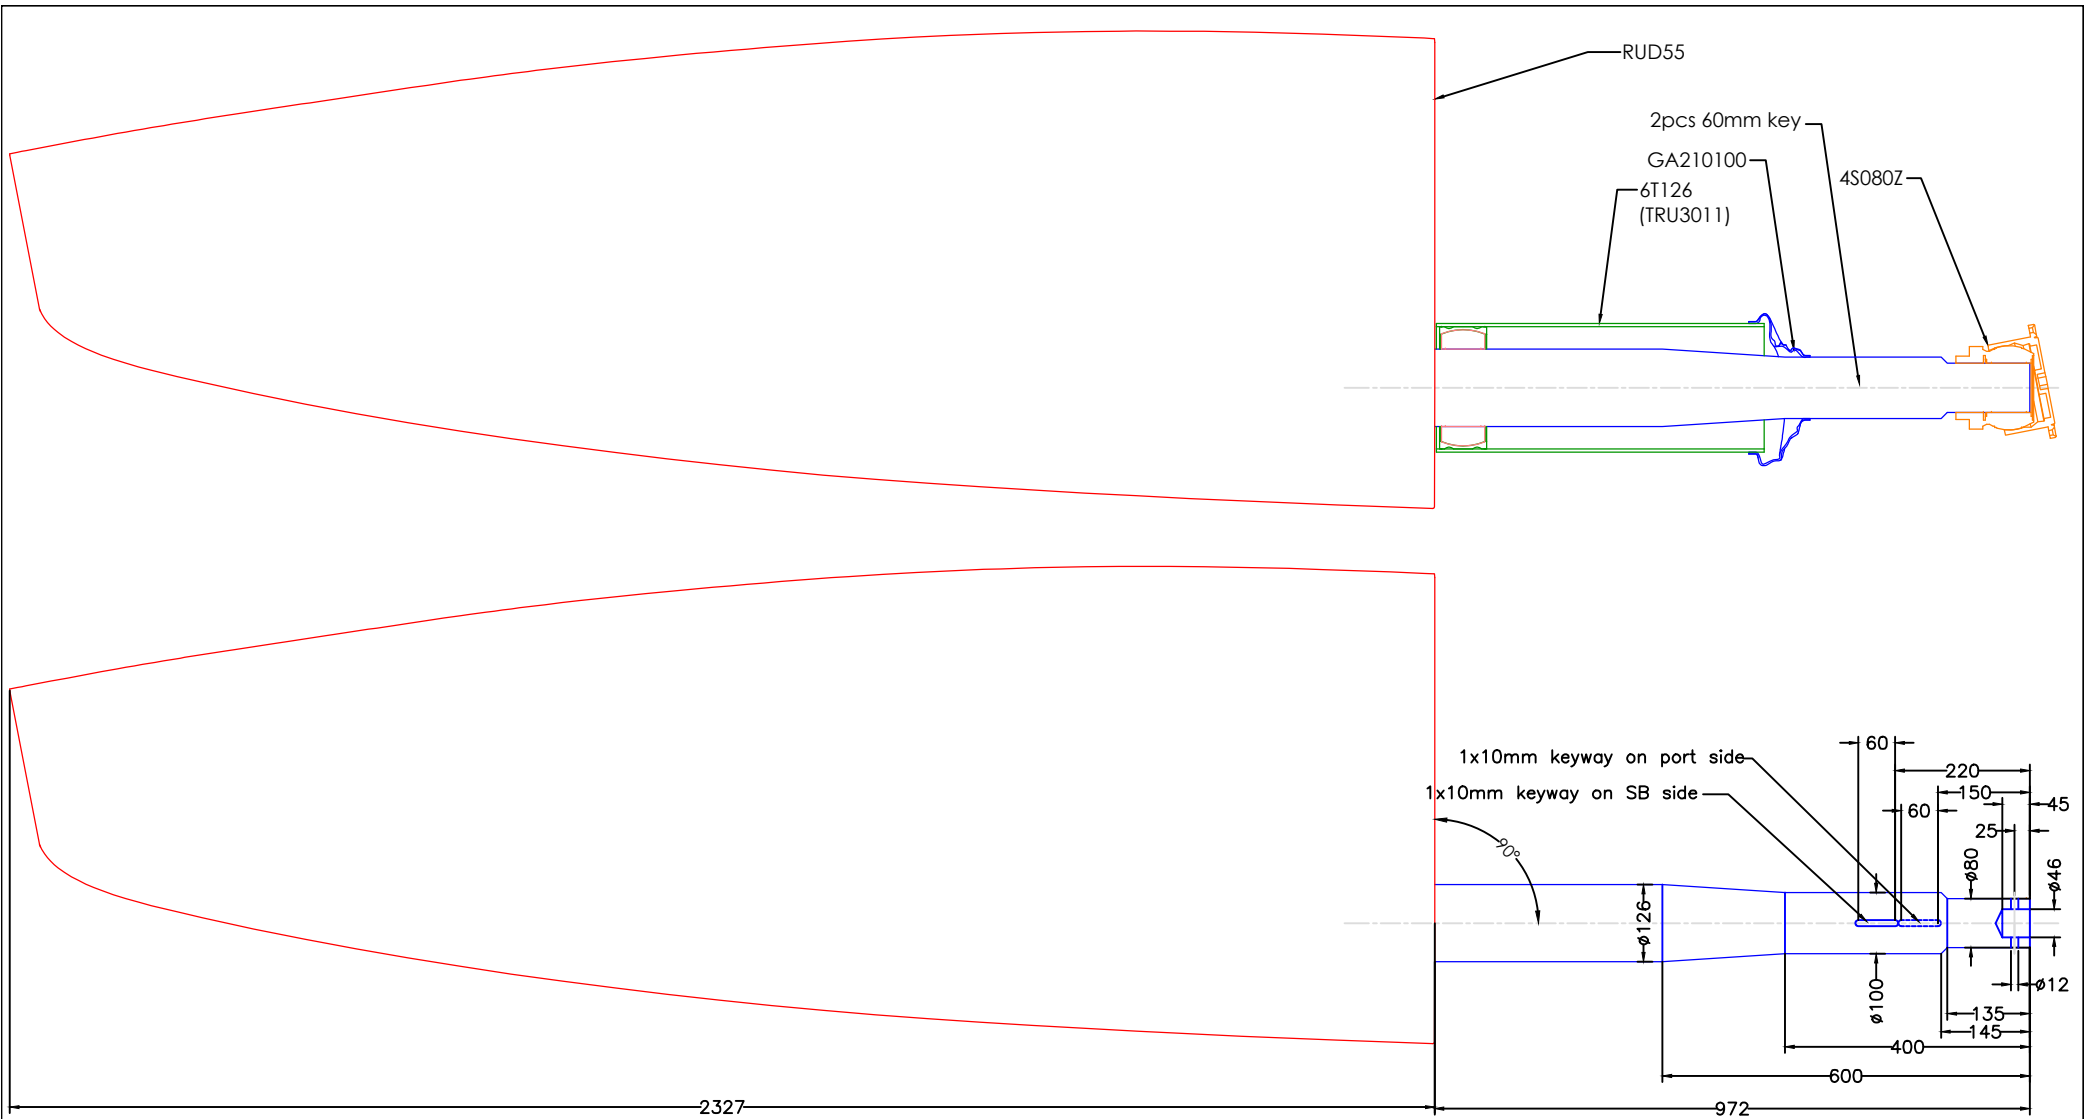 RUD55
2pcs 60mm key
GA210100
4S080Z
6T126
(TRU3011)
1x10mm keyway on port side
1x10mm keyway on SB side
60
220
150
60
45
25
90°
ø80
ø46
ø126
ø100
ø12
135
145
400
600
2327
972